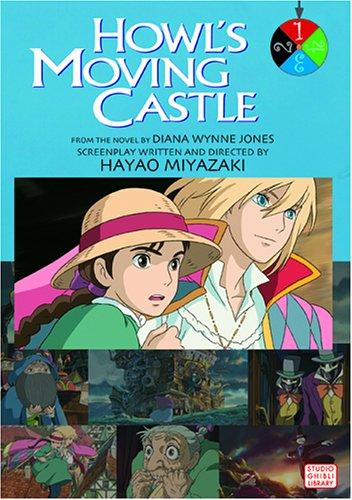 HOWL'S
MOVING
CASTLE
1
2
3
4
FROM THE NOVEL BY DIANA WYNNE JONES
SCREENPLAY WRITTEN AND DIRECTED BY
HAYAO MIYAZAKI
STUDIO
GHIBLI
LIBRARY